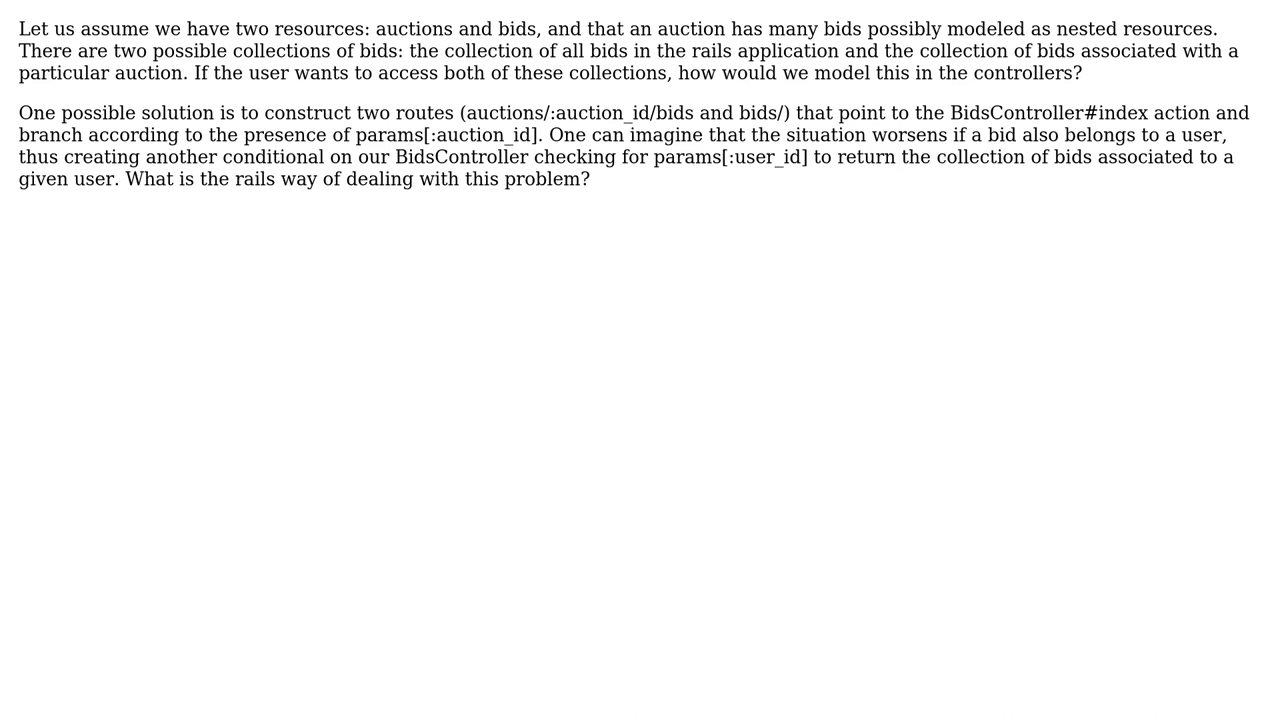 Let us assume we have two resources: auctions and bids, and that an auction has many bids possibly modeled as nested resources.
There are two possible collections of bids: the collection of all bids in the rails application and the collection of bids associated with a
particular auction. If the user wants to access both of these collections, how would we model this in the controllers?
One possible solution is to construct two routes (auctions/:auction_id/bids and bids/) that point to the BidsController#index action and
branch according to the presence of params[:auction_id]. One can imagine that the situation worsens if a bid also belongs to a user,
thus creating another conditional on our BidsController checking for params[:user_id] to return the collection of bids associated to a
given user. What is the rails way of dealing with this problem?